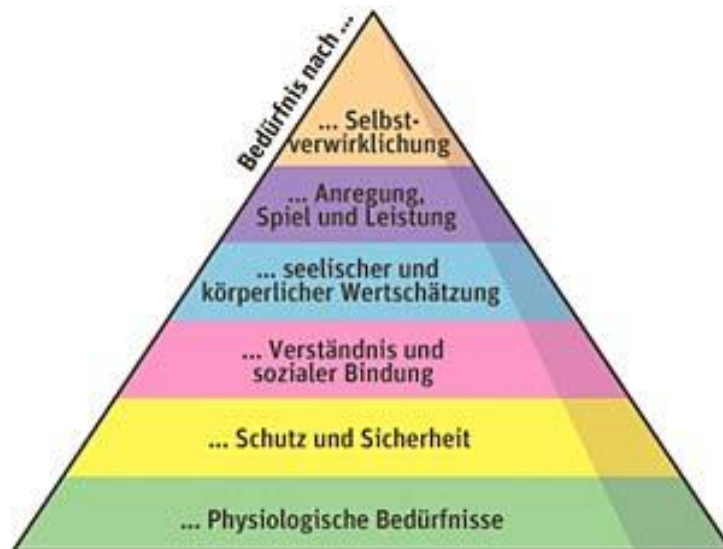 Bedürfnis nach ...
... Selbst-
verwirklichung
... Anregung,
Spiel und Leistung
... seelischer und
körperlicher Wertschätzung
... Verständnis und
sozialer Bindung
... Schutz und Sicherheit
... Physiologische Bedürfnisse